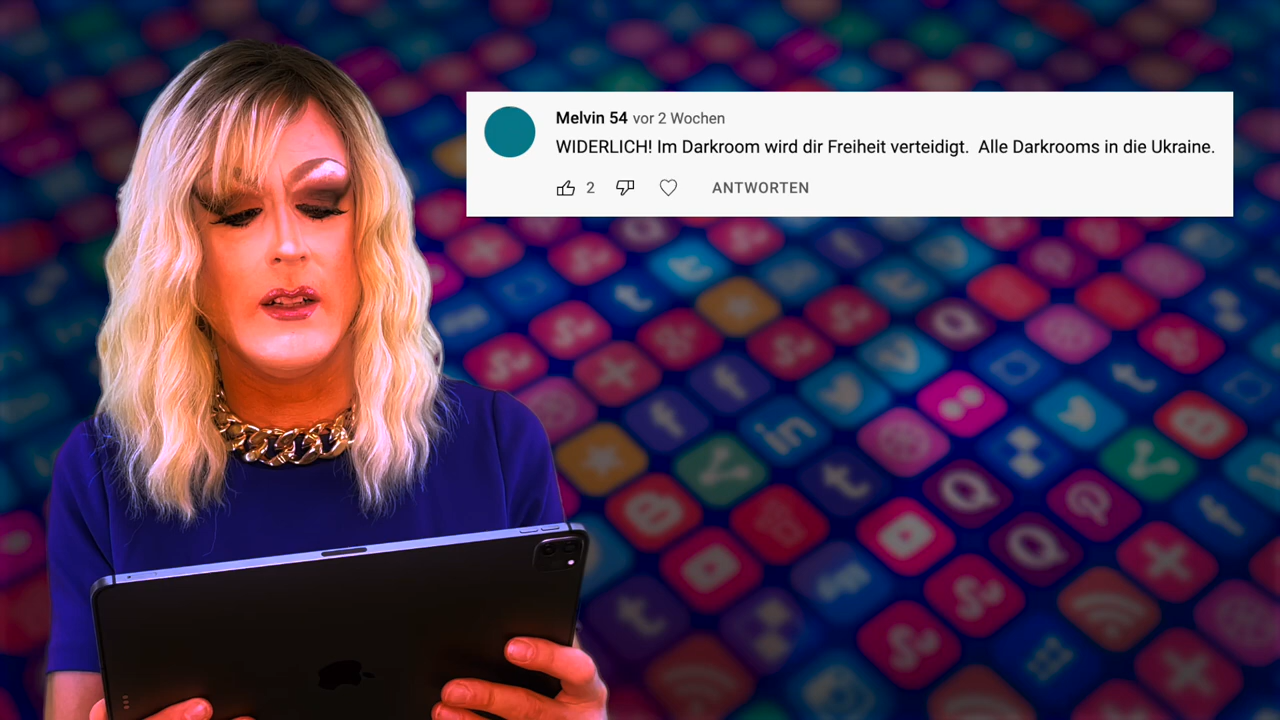 Melvin 54 vor 2 Wochen
WIDERLICH! Im Darkroom wird dir Freiheit verteidigt.  Alle Darkrooms in die Ukraine.
2 ANTWORTEN